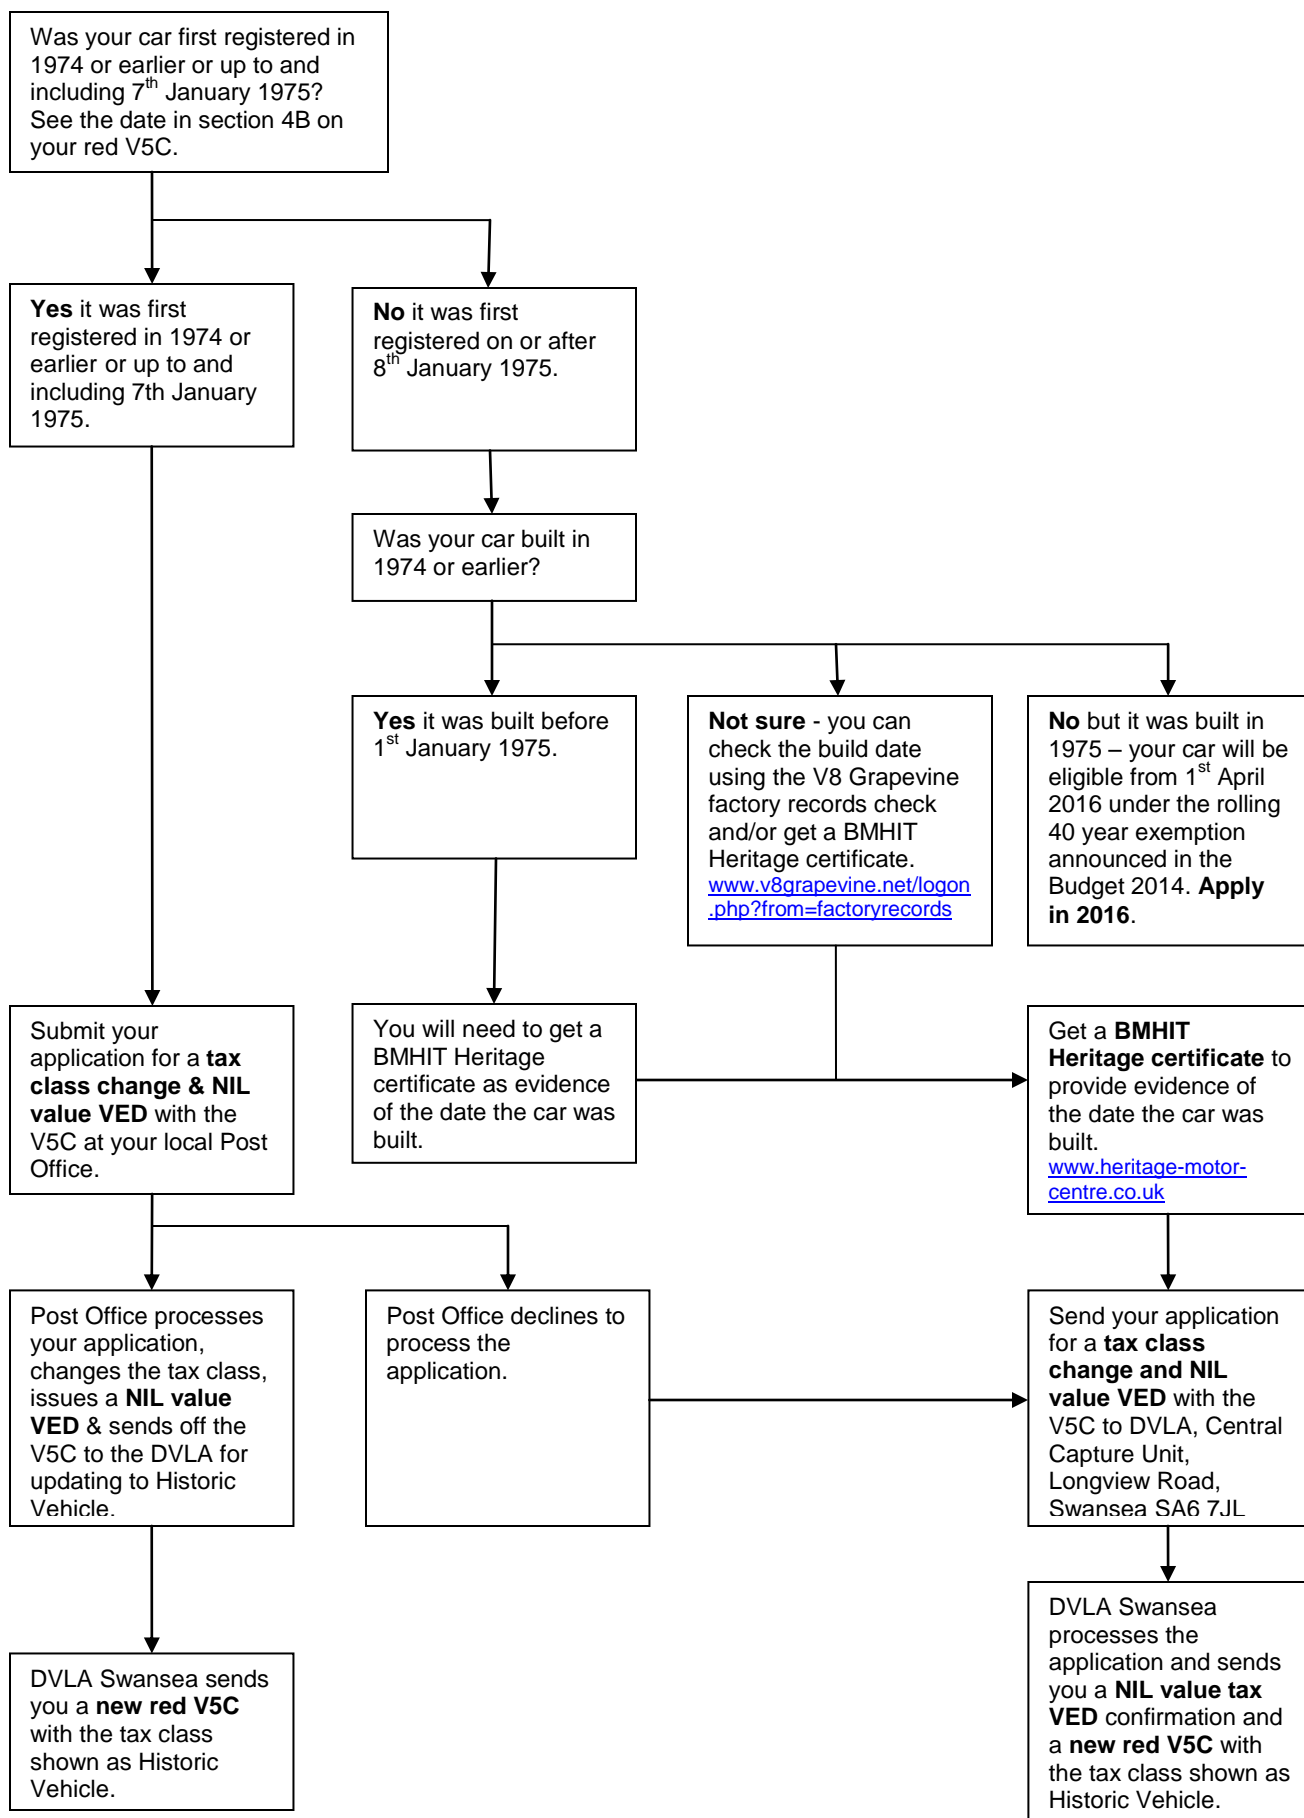 Was your car first registered in
1974 or earlier or up to and
including 7th January 1975?
See the date in section 4B on
your red V5C.
Yes it was first
registered in 1974 or
earlier or up to and
including 7th January
1975.
No it was first
registered on or after
8th January 1975.
Was your car built in
1974 or earlier?
Yes it was built before
1st January 1975.
Not sure - you can
check the build date
using the V8 Grapevine
factory records check
and/or get a BMHIT
Heritage certificate.
www.v8grapevine.net/logon
.php?from=factoryrecords
No but it was built in
1975 – your car will be
eligible from 1st April
2016 under the rolling
40 year exemption
announced in the
Budget 2014. Apply
in 2016.
Submit your
application for a tax
class change & NIL
value VED with the
V5C at your local Post
Office.
You will need to get a
BMHIT Heritage
certificate as evidence
of the date the car was
built.
Get a BMHIT
Heritage certificate to
provide evidence of
the date the car was
built.
www.heritage-motor-
centre.co.uk
Post Office processes
your application,
changes the tax class,
issues a NIL value
VED & sends off the
V5C to the DVLA for
updating to Historic
Vehicle.
Post Office declines to
process the
application.
Send your application
for a tax class
change and NIL
value VED with the
V5C to DVLA, Central
Capture Unit,
Longview Road,
Swansea SA6 7JL
DVLA Swansea sends
you a new red V5C
with the tax class
shown as Historic
Vehicle.
DVLA Swansea
processes the
application and sends
you a NIL value tax
VED confirmation and
a new red V5C with
the tax class shown as
Historic Vehicle.